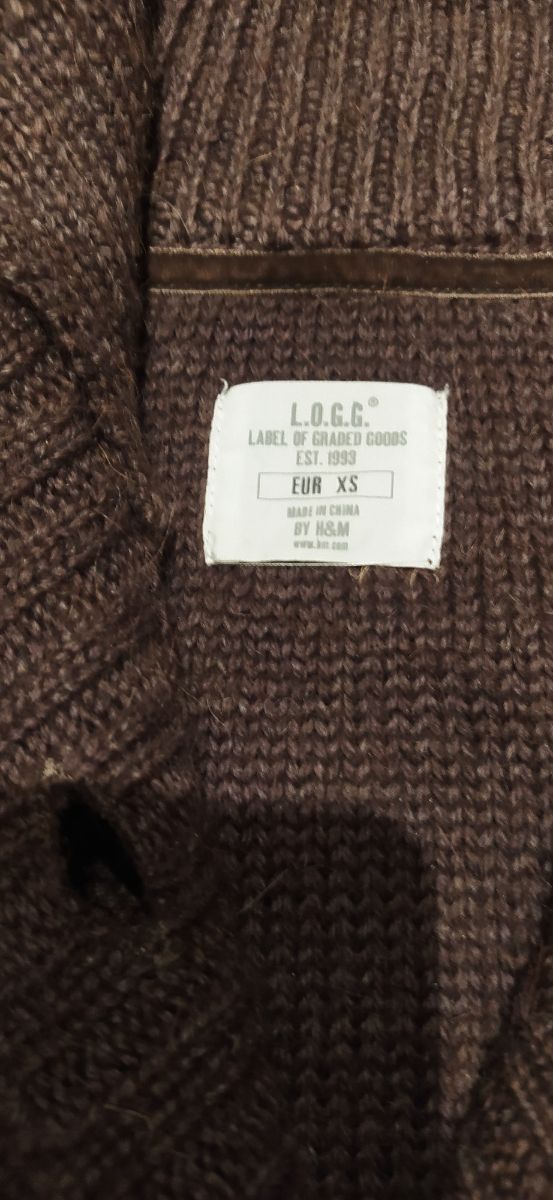 L.O.G.G.®
LABEL OF GRADED GOODS
EST. 1993
EUR XS
MADE IN CHINA
BY H&M
www.hm.com